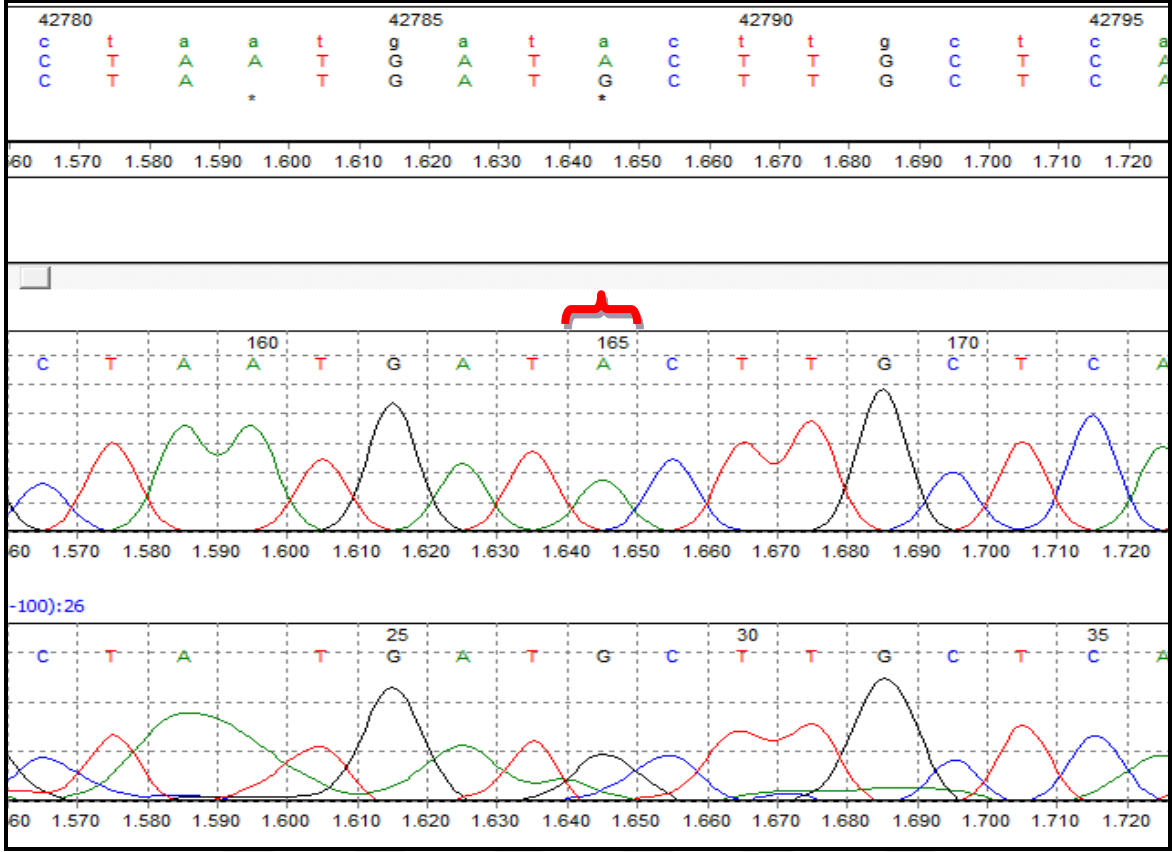 42780 42785 42790 42795
c t a a t g a t a c t t g c t c a
C T A A T G A T A C T T G C T C A
C T A T G A T G C T T G C T C A
* *
60 1.570 1.580 1.590 1.600 1.610 1.620 1.630 1.640 1.650 1.660 1.670 1.680 1.690 1.700 1.710 1.720
160 165 170
C T A A T G A T A C T T G C T C A
60 1.570 1.580 1.590 1.600 1.610 1.620 1.630 1.640 1.650 1.660 1.670 1.680 1.690 1.700 1.710 1.720
-100):26
25 30 35
C T A T G A T G C T T G C T C A
60 1.570 1.580 1.590 1.600 1.610 1.620 1.630 1.640 1.650 1.660 1.670 1.680 1.690 1.700 1.710 1.720